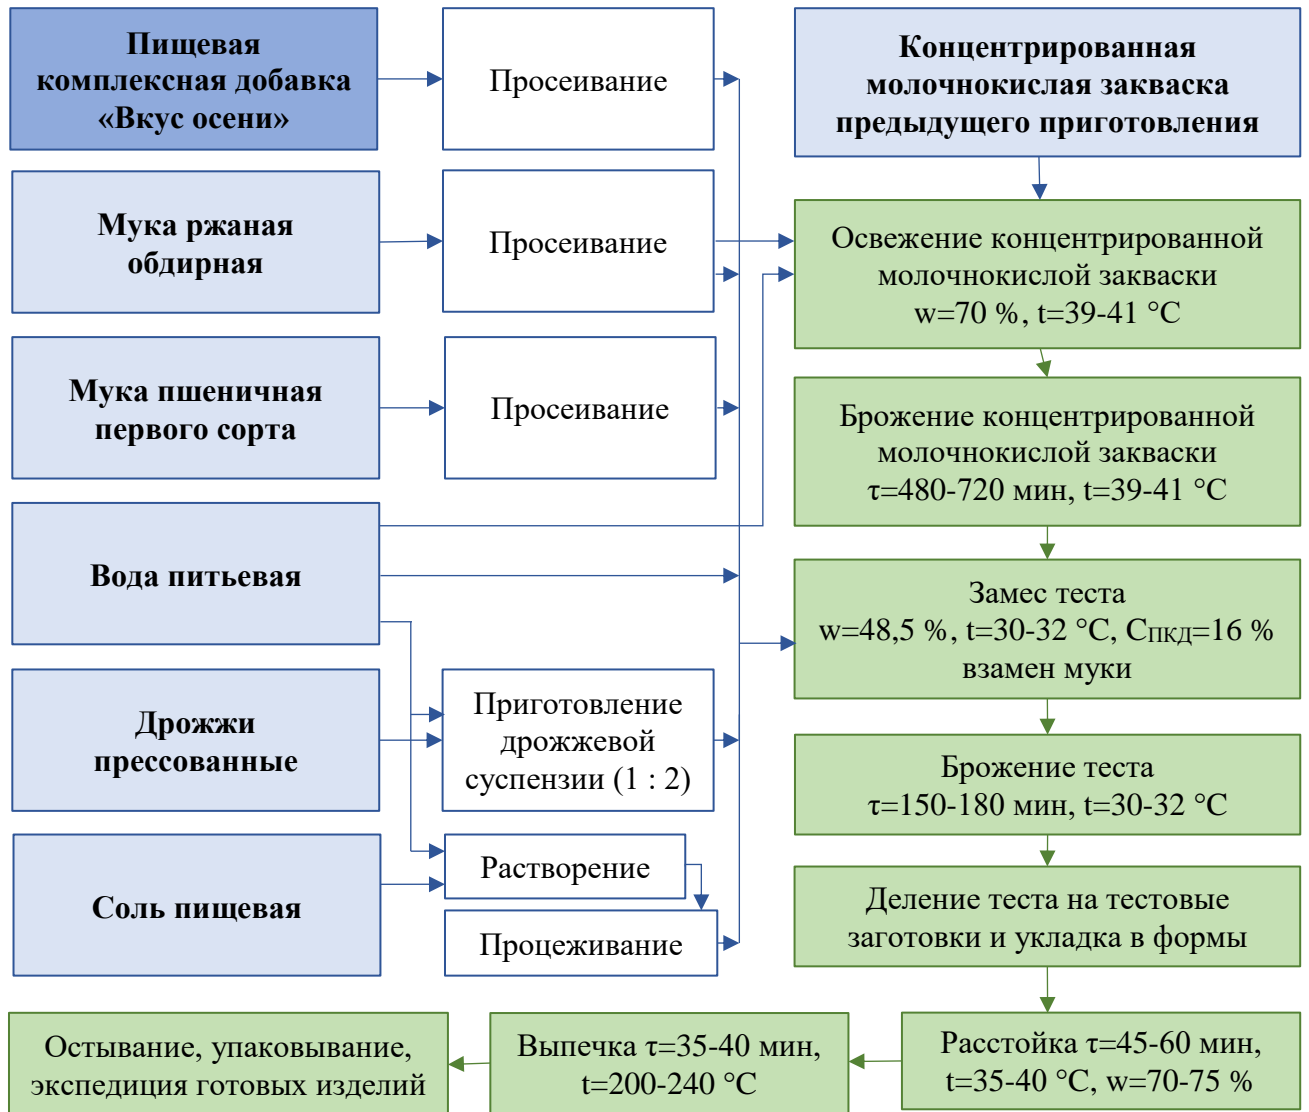 Пищевая
комплексная добавка
«Вкус осени»
Просеивание
Концентрированная
молочнокислая закваска
предыдущего приготовления
Мука ржаная
обдирная
Просеивание
Освежение концентрированной
молочнокислой закваски
w=70 %, t=39-41 °C
Мука пшеничная
первого сорта
Просеивание
Брожение концентрированной
молочнокислой закваски
τ=480-720 мин, t=39-41 °C
Вода питьевая
Замес теста
w=48,5 %, t=30-32 °C, СПКД=16 %
взамен муки
Дрожжи
прессованные
Приготовление
дрожжевой
суспензии (1 : 2)
Брожение теста
τ=150-180 мин, t=30-32 °C
Соль пищевая
Растворение
Процеживание
Деление теста на тестовые
заготовки и укладка в формы
Расстойка τ=45-60 мин,
t=35-40 °C, w=70-75 %
Выпечка τ=35-40 мин,
t=200-240 °C
Остывание, упаковывание,
экспедиция готовых изделий